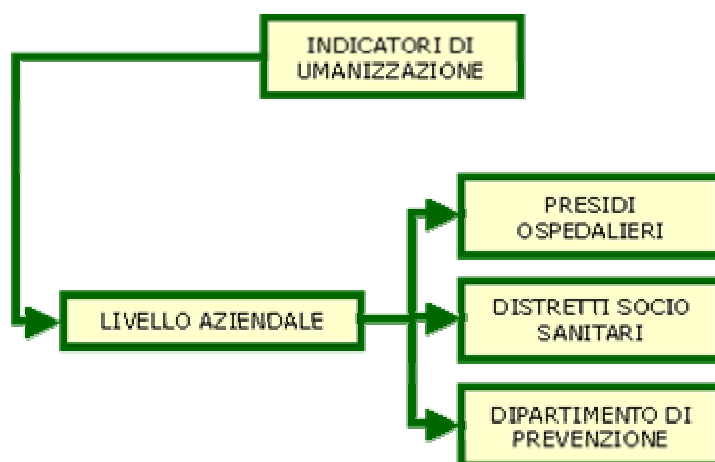 INDICATORI DI
UMANIZZAZIONE
PRESIDI
OSPEDALIERI
LIVELLO AZIENDALE
DISTRETTI SOCIO
SANITARI
DIPARTIMENTO DI
PREVENZIONE